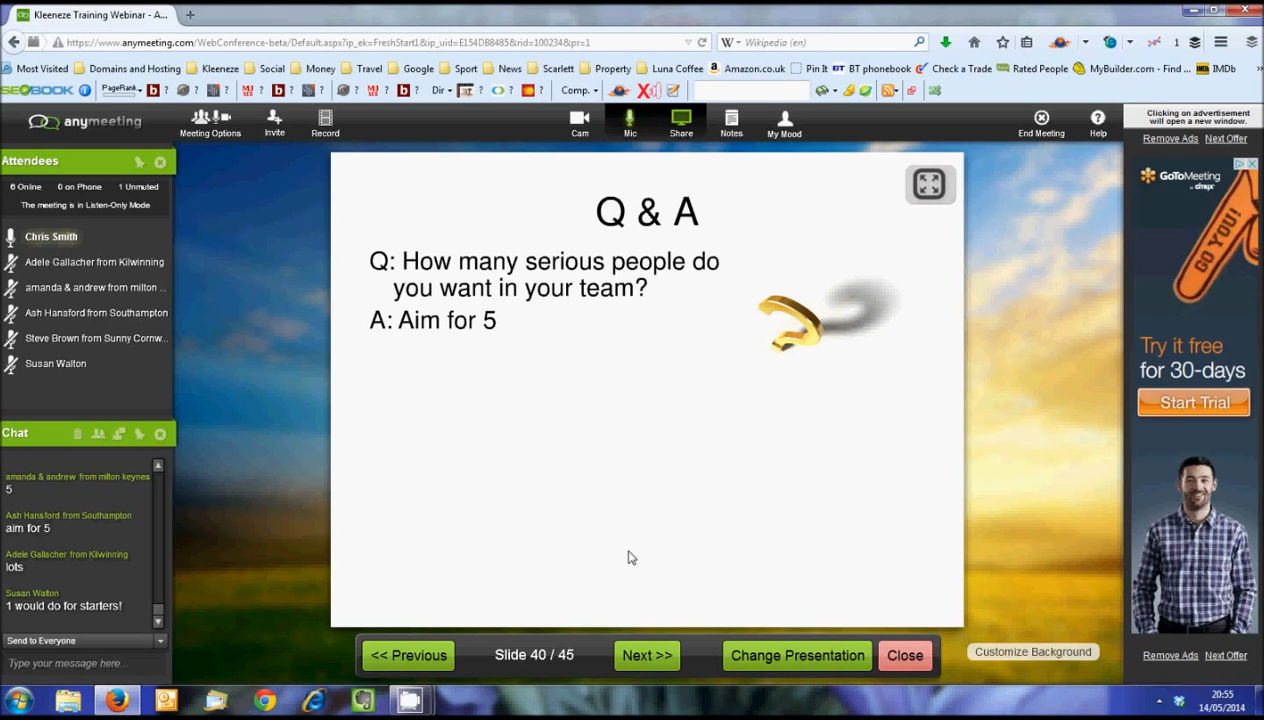 Kleeneze Training Webinar - A...
https://www.anymeeting.com/WebConference-beta/Default.aspx?ip_ek=FreshStart1&ip_uid=E154DB8485&rid=100234&pr=1
Wikipedia (en)
Most Visited
Domains and Hosting
Kleeneze
Social
Money
Travel
Google
Sport
News
Scarlett
Property
Luna Coffee
Amazon.co.uk
Pin It
BT phonebook
Check a Trade
Rated People
MyBuilder.com - Find ...
IMDb
SEOBOOK
PageRank
Dir
Comp.
anymeeting
Meeting Options
Invite
Record
Cam
Mic
Share
Notes
My Mood
End Meeting
Help
Clicking on advertisement
will open a new window.
Remove Ads
Next Offer
Attendees
6 Online
0 on Phone
1 Unmuted
The meeting is in Listen-Only Mode
Chris Smith
Adele Gallacher from Kilwinning
amanda & andrew from milton ...
Ash Hansford from Southampton
Steve Brown from Sunny Cornw...
Susan Walton
Chat
amanda & andrew from milton keynes
5
Ash Hansford from Southampton
aim for 5
Adele Gallacher from Kilwinning
lots
Susan Walton
1 would do for starters!
Send to Everyone
Type your message here...
Q & A
Q: How many serious people do
you want in your team?
A: Aim for 5
<< Previous
Slide 40 / 45
Next >>
Change Presentation
Close
Customize Background
GoToMeeting
by citrix
GO YOU!
Try it free
for 30-days
Start Trial
Remove Ads
Next Offer
20:55
14/05/2014